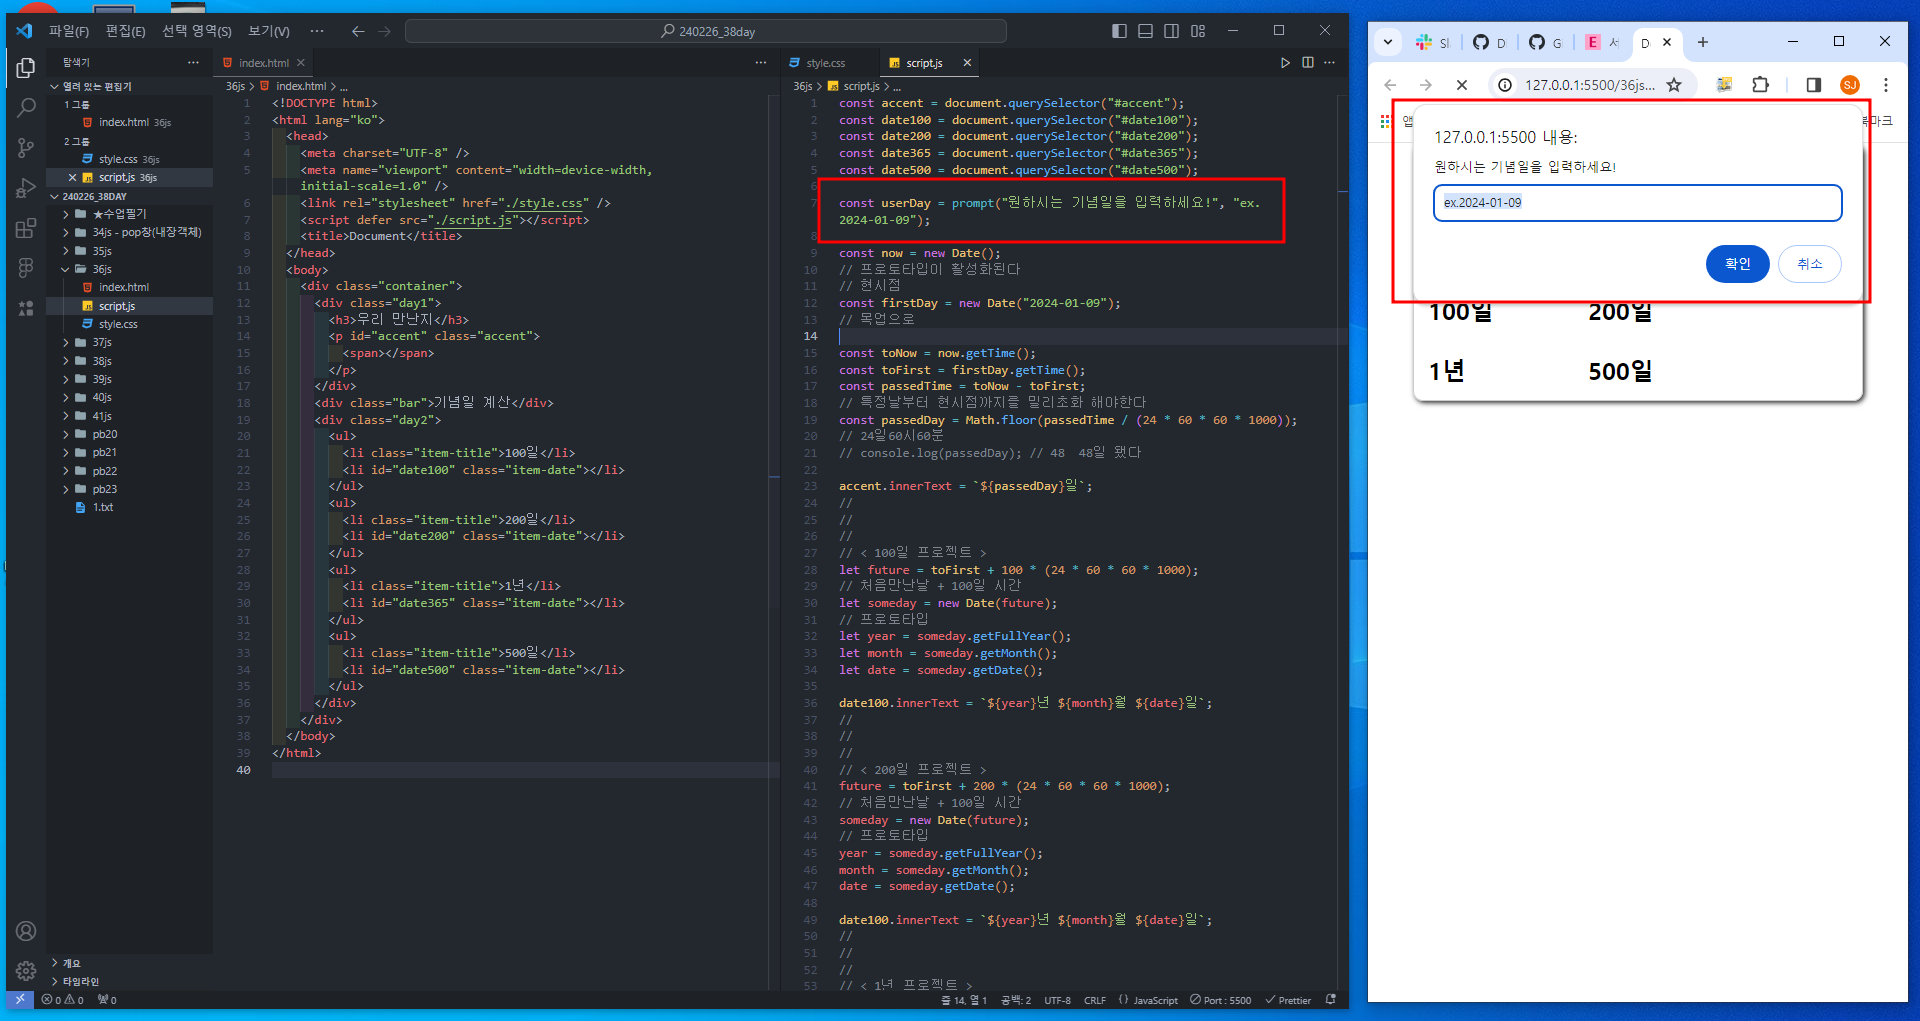 파일(F) 편집(E) 선택 영역(S) 보기(V) ··· 240226_38day
탐색기
열려 있는 편집기
1 그룹
index.html 36js
2 그룹
style.css 36js
script.js 36js
240226_38DAY
★수업필기
34js - pop창(내장객체)
35js
36js
index.html
script.js
style.css
37js
38js
39js
40js
41js
pb20
pb21
pb22
pb23
1.txt
개요
타임라인
index.html
36js > index.html > ...
1 <!DOCTYPE html>
2 <html lang="ko">
3 <head>
4 <meta charset="UTF-8" />
5 <meta name="viewport" content="width=device-width,
initial-scale=1.0" />
6 <link rel="stylesheet" href="./style.css" />
7 <script defer src="./script.js"></script>
8 <title>Document</title>
9 </head>
10 <body>
11 <div class="container">
12 <div class="day1">
13 <h3>우리 만난지</h3>
14 <p id="accent" class="accent">
15 <span></span>
16 </p>
17 </div>
18 <div class="bar">기념일 계산</div>
19 <div class="day2">
20 <ul>
21 <li class="item-title">100일</li>
22 <li id="date100" class="item-date"></li>
23 </ul>
24 <ul>
25 <li class="item-title">200일</li>
26 <li id="date200" class="item-date"></li>
27 </ul>
28 <ul>
29 <li class="item-title">1년</li>
30 <li id="date365" class="item-date"></li>
31 </ul>
32 <ul>
33 <li class="item-title">500일</li>
34 <li id="date500" class="item-date"></li>
35 </ul>
36 </div>
37 </div>
38 </body>
39 </html>
40
style.css script.js
36js > script.js > ...
1 const accent = document.querySelector("#accent");
2 const date100 = document.querySelector("#date100");
3 const date200 = document.querySelector("#date200");
4 const date365 = document.querySelector("#date365");
5 const date500 = document.querySelector("#date500");
6
7 const userDay = prompt("원하시는 기념일을 입력하세요!", "ex.
2024-01-09");
8
9 const now = new Date();
10 // 프로토타입이 활성화된다
11 // 현시점
12 const firstDay = new Date("2024-01-09");
13 // 목업으로
14
15 const toNow = now.getTime();
16 const toFirst = firstDay.getTime();
17 const passedTime = toNow - toFirst;
18 // 특정날부터 현시점까지를 밀리초화 해야한다
19 const passedDay = Math.floor(passedTime / (24 * 60 * 60 * 1000));
20 // 24일60시60분
21 // console.log(passedDay); // 48 48일 됐다
22
23 accent.innerText = `${passedDay}일`;
24 //
25 //
26 //
27 // < 100일 프로젝트 >
28 let future = toFirst + 100 * (24 * 60 * 60 * 1000);
29 // 처음만난날 + 100일 시간
30 let someday = new Date(future);
31 // 프로토타입
32 let year = someday.getFullYear();
33 let month = someday.getMonth();
34 let date = someday.getDate();
35
36 date100.innerText = `${year}년 ${month}월 ${date}일`;
37 //
38 //
39 //
40 // < 200일 프로젝트 >
41 future = toFirst + 200 * (24 * 60 * 60 * 1000);
42 // 처음만난날 + 100일 시간
43 someday = new Date(future);
44 // 프로토타입
45 year = someday.getFullYear();
46 month = someday.getMonth();
47 date = someday.getDate();
48
49 date100.innerText = `${year}년 ${month}월 ${date}일`;
50 //
51 //
52 //
53 // < 1년 프로젝트 >
0 0 0 줄 14, 열 1 공백: 2 UTF-8 CRLF {} JavaScript Port : 5500 Prettier
127.0.0.1:5500/36js... SJ
127.0.0.1:5500 내용:
원하시는 기념일을 입력하세요!
ex.2024-01-09
확인 취소
100일 200일
1년 500일